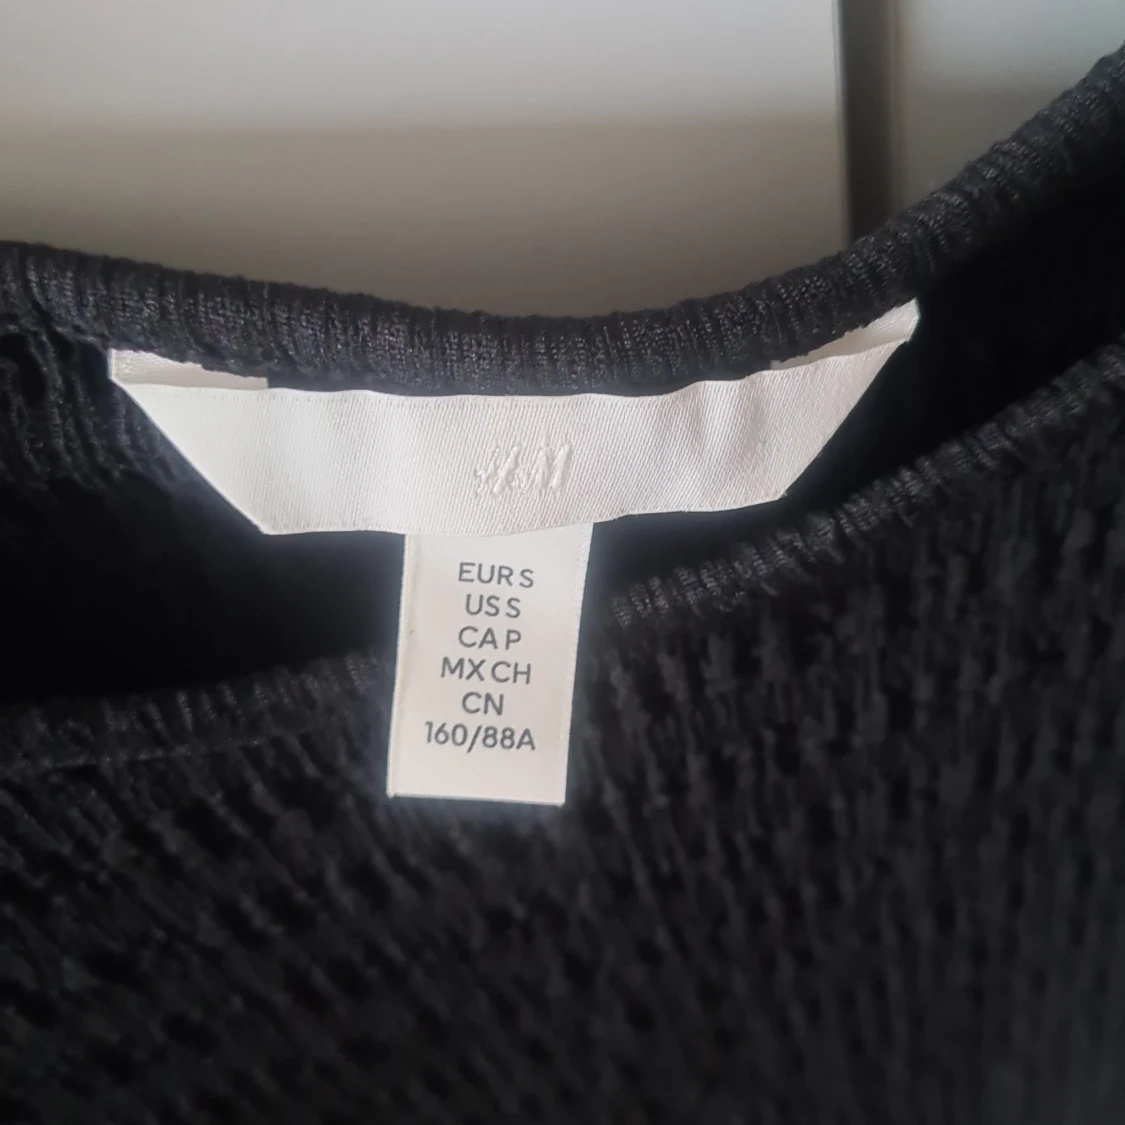 H&M
EUR S
US S
CA P
MX CH
CN
160/88A